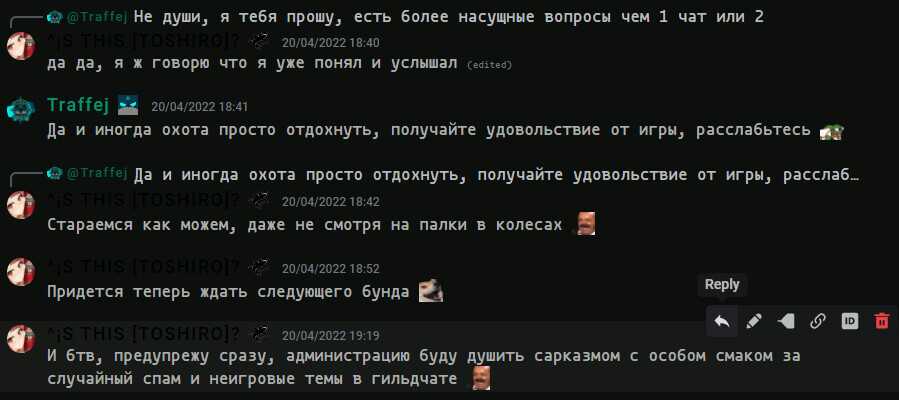 @Traffej Не души, я тебя прошу, есть более насущные вопросы чем 1 чат или 2
^¡S THIS [TOSHIRO]? 20/04/2022 18:40
да да, я ж говорю что я уже понял и услышал (edited)
Traffej 20/04/2022 18:41
Да и иногда охота просто отдохнуть, получайте удовольствие от игры, расслабьтесь
@Traffej Да и иногда охота просто отдохнуть, получайте удовольствие от игры, расслаб…
^¡S THIS [TOSHIRO]? 20/04/2022 18:42
Стараемся как можем, даже не смотря на палки в колесах
^¡S THIS [TOSHIRO]? 20/04/2022 18:52
Придется теперь ждать следующего бунда
Reply
^¡S THIS [TOSHIRO]? 20/04/2022 19:19
ID
И бтв, предупрежу сразу, администрацию буду душить сарказмом с особом смаком за
случайный спам и неигровые темы в гильдчате